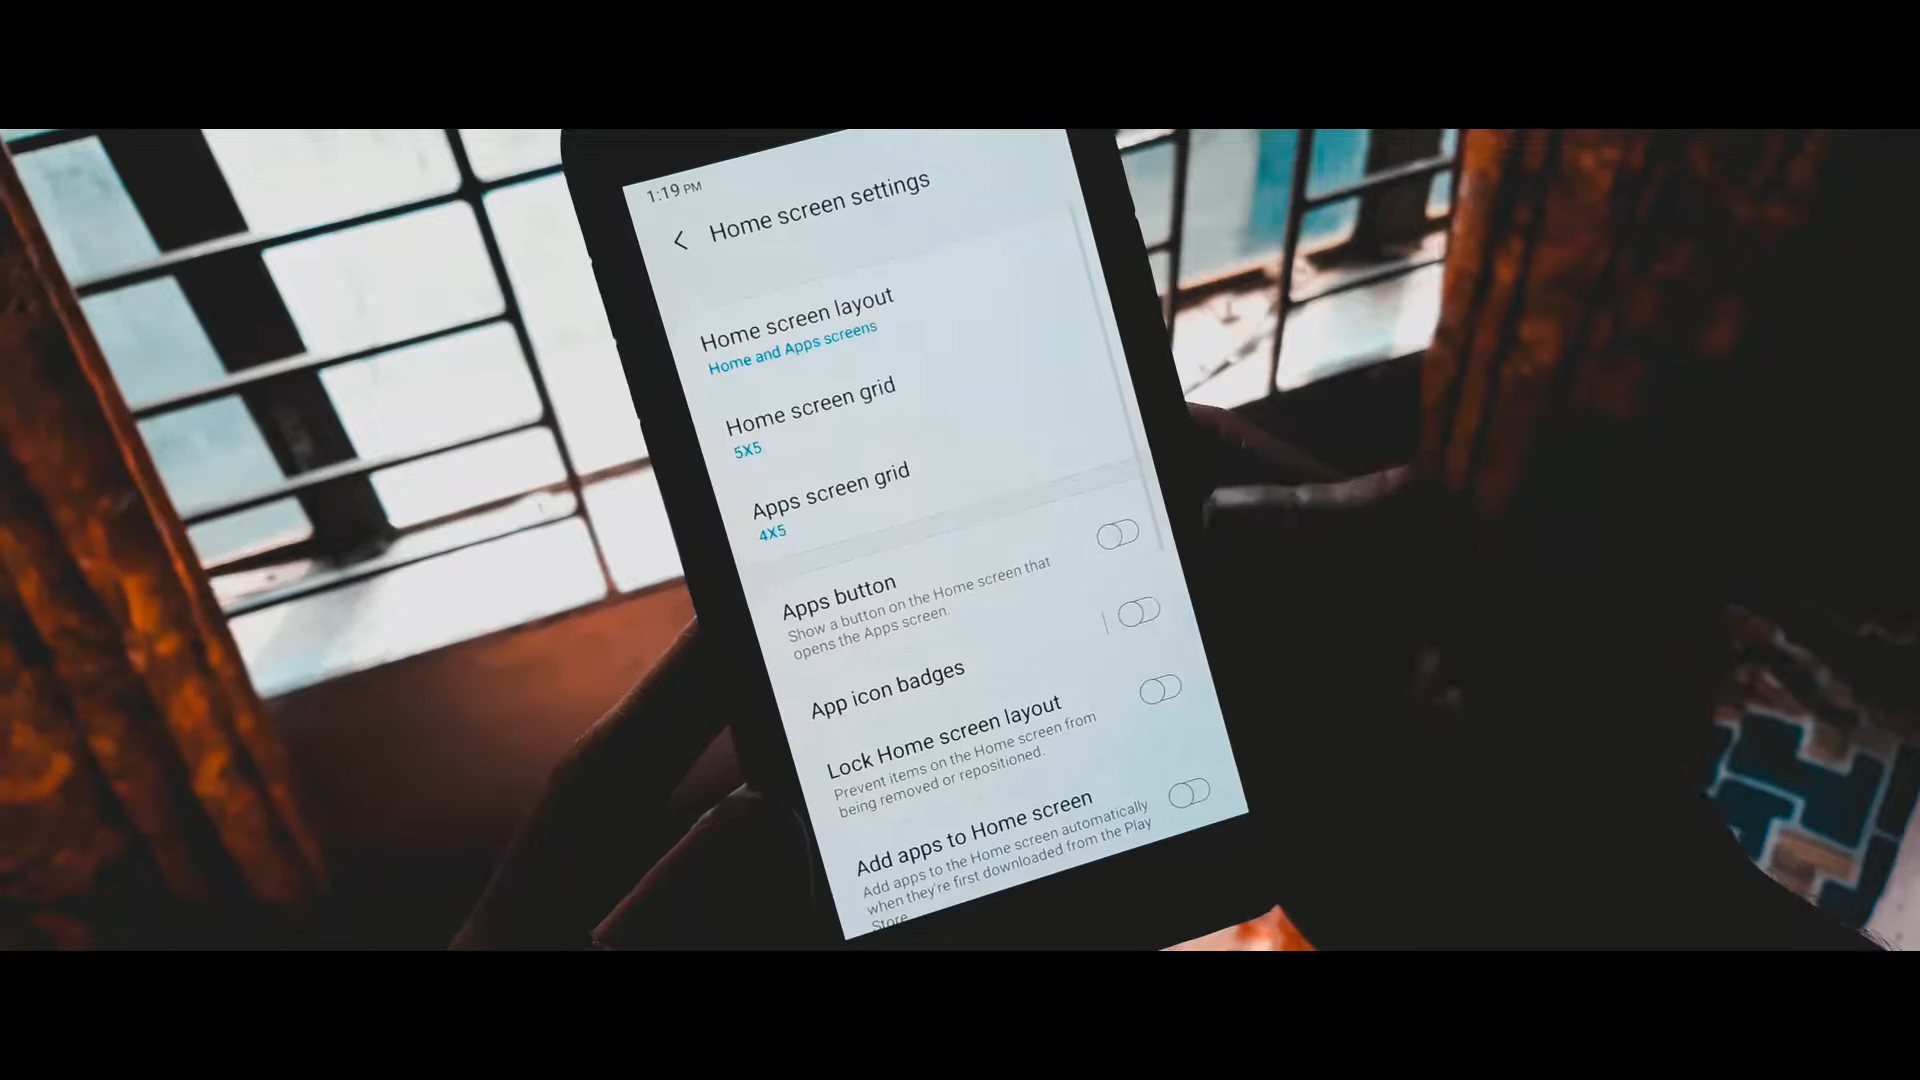 1:19 PM
Home screen settings
Home screen layout
Home and Apps screens
Home screen grid
5X5
Apps screen grid
4X5
Apps button
Show a button on the Home screen that
opens the Apps screen.
App icon badges
Lock Home screen layout
Prevent items on the Home screen from
being removed or repositioned.
Add apps to Home screen
Add apps to the Home screen automatically
when they're first downloaded from the Play
Store.